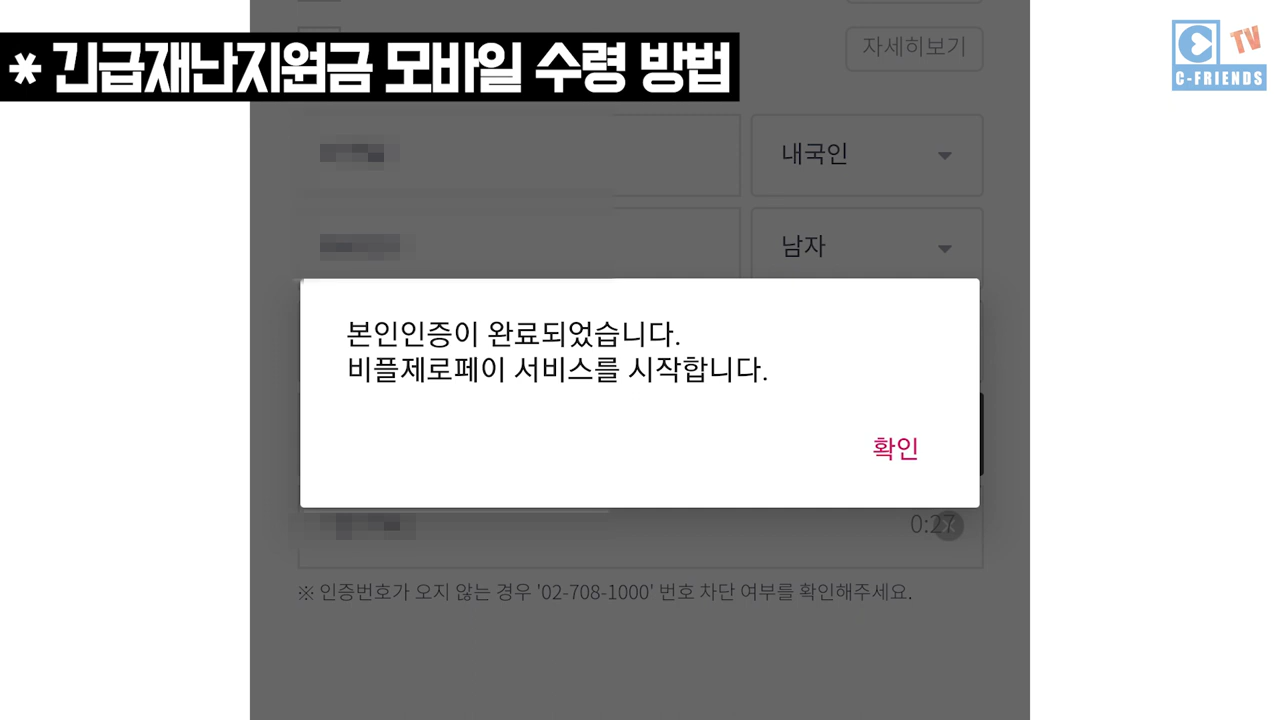 * 긴급재난지원금 모바일 수령 방법
TV
C-FRIENDS
자세히보기
내국인
남자
본인인증이 완료되었습니다.
비플제로페이 서비스를 시작합니다.
확인
0:27
※ 인증번호가 오지 않는 경우 '02-708-1000' 번호 차단 여부를 확인해주세요.